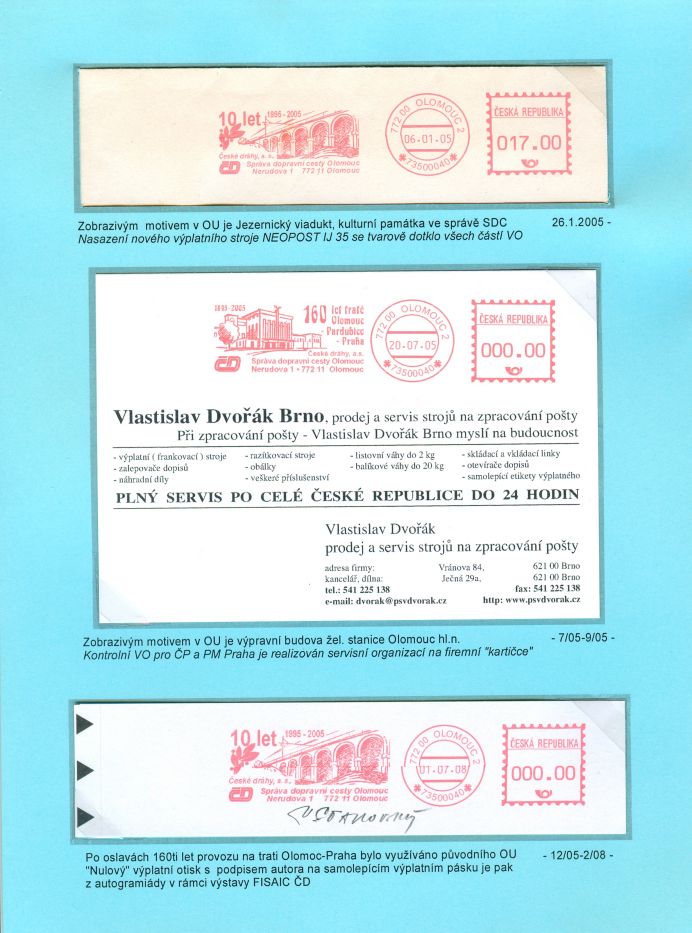 10 let 1995-2005
České dráhy, a. s.
ČD Správa dopravní cesty Olomouc
Nerudova 1 772 11 Olomouc
772 00 OLOMOUC 2
06-01-05
*73500040*
ČESKÁ REPUBLIKA
017.00
Zobrazivým motivem v OU je Jezernický viadukt, kulturní památka ve správě SDC 26.1.2005 -
Nasazení nového výplatního stroje NEOPOST IJ 35 se tvarově dotklo všech částí VO
1895-2005
160 let tratě
Olomouc
- Pardubice
- Praha
České dráhy, a.s.
ČD Správa dopravní cesty Olomouc
Nerudova 1 • 772 11 Olomouc
772 00 OLOMOUC 2
20-07-05
*73500040*
ČESKÁ REPUBLIKA
000.00
Vlastislav Dvořák Brno, prodej a servis strojů na zpracování pošty
Při zpracování pošty - Vlastislav Dvořák Brno myslí na budoucnost
- výplatní ( frankovací ) stroje - razítkovací stroje - listovní váhy do 2 kg - skládací a vkládací linky
- zalepovače dopisů - obálky - balíkové váhy do 20 kg - otevírače dopisů
- náhradní díly - veškeré příslušenství - samolepící etikety výplatného
PLNÝ SERVIS PO CELÉ ČESKÉ REPUBLICE DO 24 HODIN
Vlastislav Dvořák
prodej a servis strojů na zpracování pošty
adresa firmy: Vránova 84, 621 00 Brno
kancelář, dílna: Ječná 29a, 621 00 Brno
tel.: 541 225 138 fax: 541 225 138
e-mail: dvorak@psvdvorak.cz http: www.psvdvorak.cz
Zobrazivým motivem v OU je výpravní budova žel. stanice Olomouc hl.n. - 7/05-9/05 -
Kontrolní VO pro ČP a PM Praha je realizován servisní organizací na firemní "kartičce"
10 let 1995-2005
České dráhy, a. s.
ČD Správa dopravní cesty Olomouc
Nerudova 1 772 11 Olomouc
772 00 OLOMOUC 2
01-07-08
*73500040*
ČESKÁ REPUBLIKA
000.00
Po oslavách 160ti let provozu na trati Olomoc-Praha bylo využíváno původního OU - 12/05-2/08 -
"Nulový" výplatní otisk s podpisem autora na samolepícím výplatním pásku je pak
z autogramiády v rámci výstavy FISAIC ČD